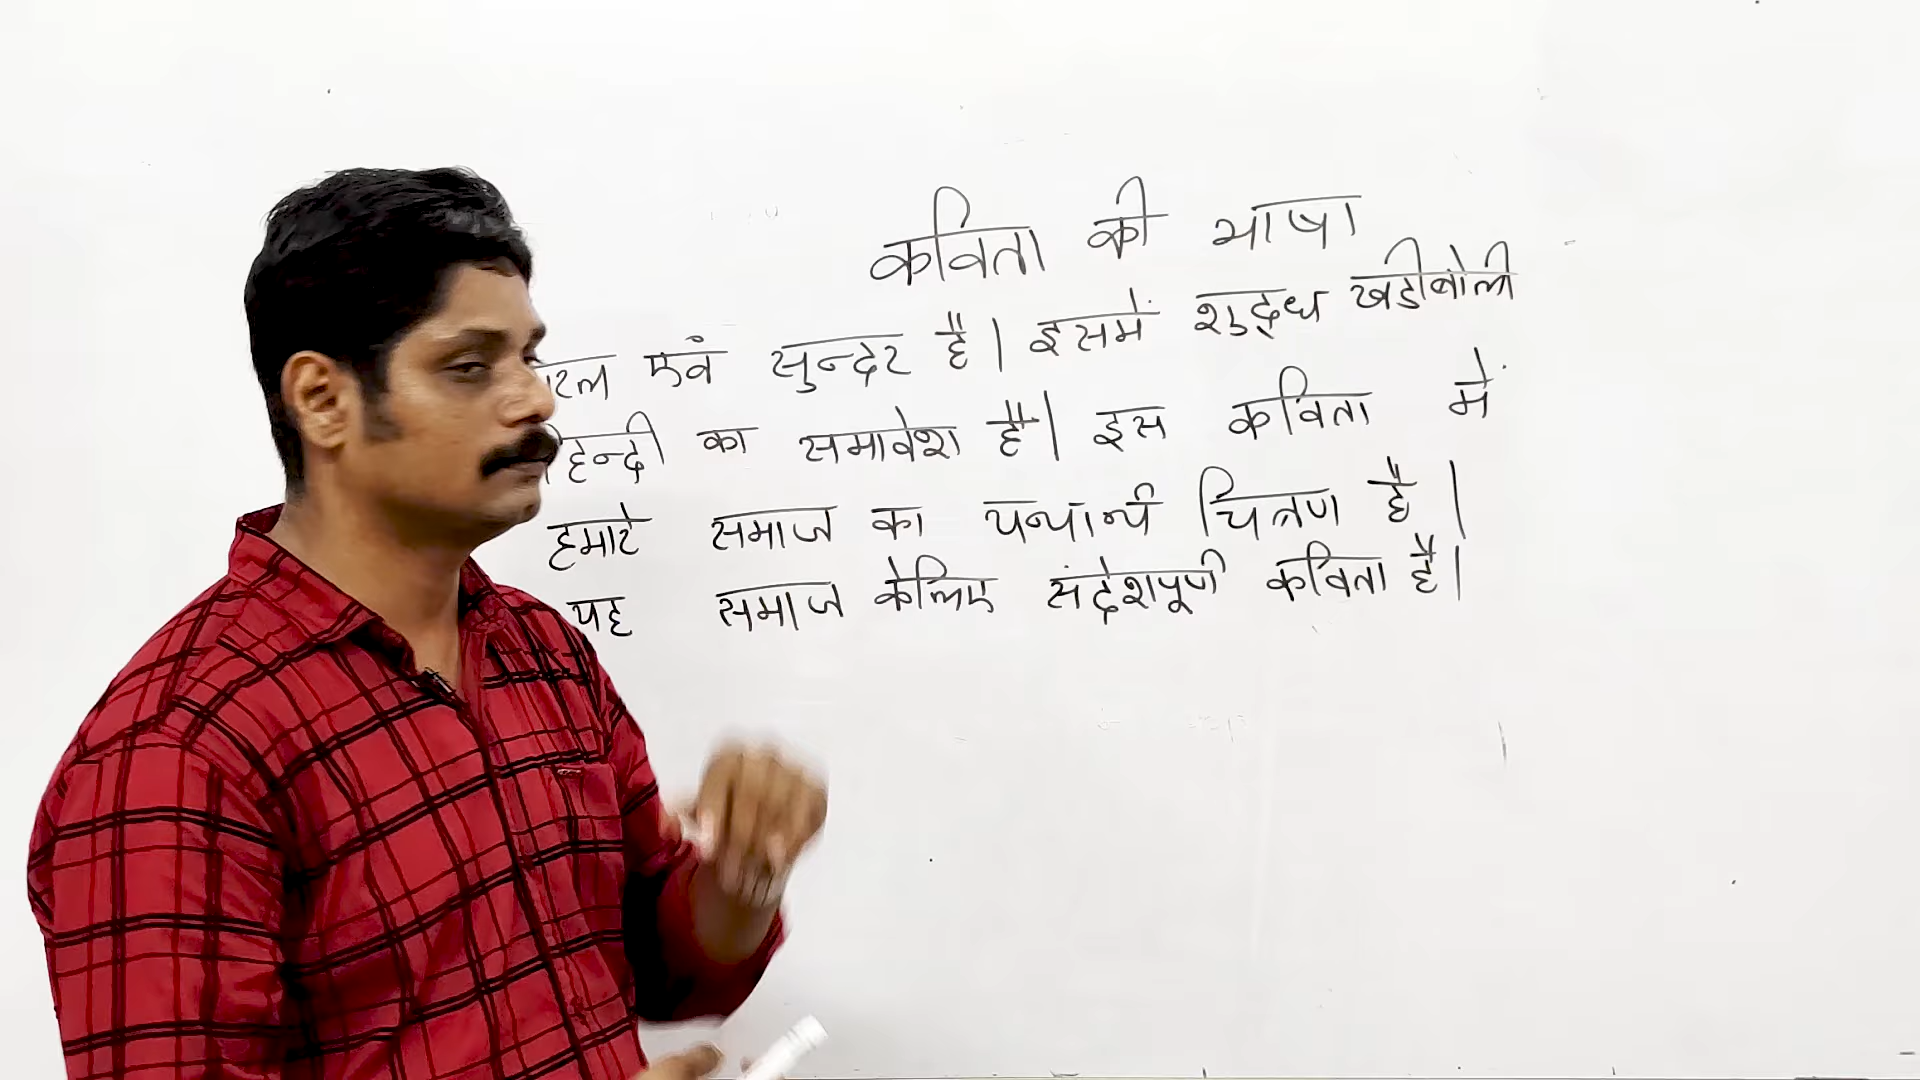 कविता की भाषा
एवं सुन्दर है। इसमें शुद्ध खडीबोली
का समावेश है। इस कविता में
हमारे समाज का यथार्थ चित्रण है।
यह समाज केलिए संदेशपूर्ण कविता है।